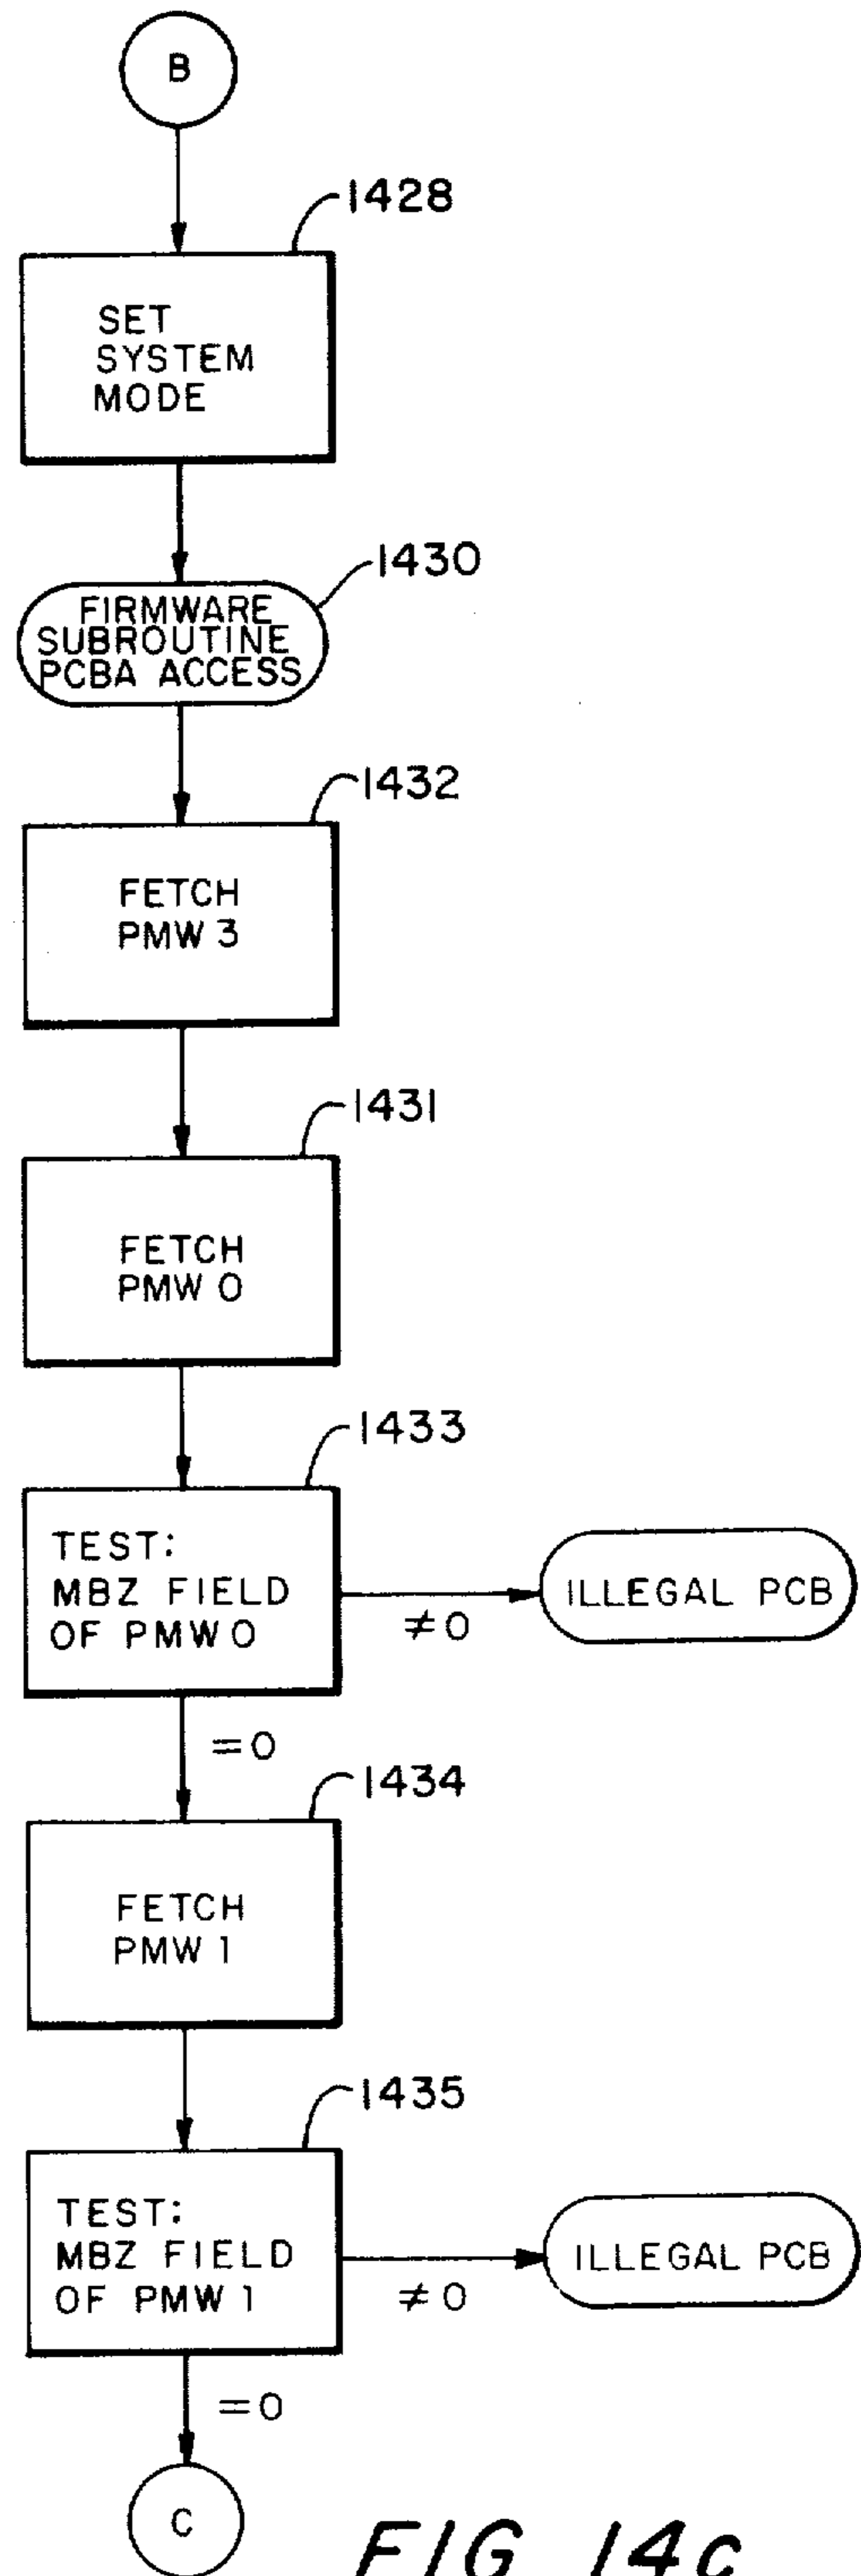 B
1428
SET
SYSTEM
MODE
1430
FIRMWARE
SUBROUTINE
PCBA ACCESS
1432
FETCH
PMW 3
1431
FETCH
PMW 0
1433
TEST:
MBZ FIELD
OF PMW 0
≠0
ILLEGAL PCB
=0
1434
FETCH
PMW 1
1435
TEST:
MBZ FIELD
OF PMW 1
≠0
ILLEGAL PCB
=0
C
FIG 14c